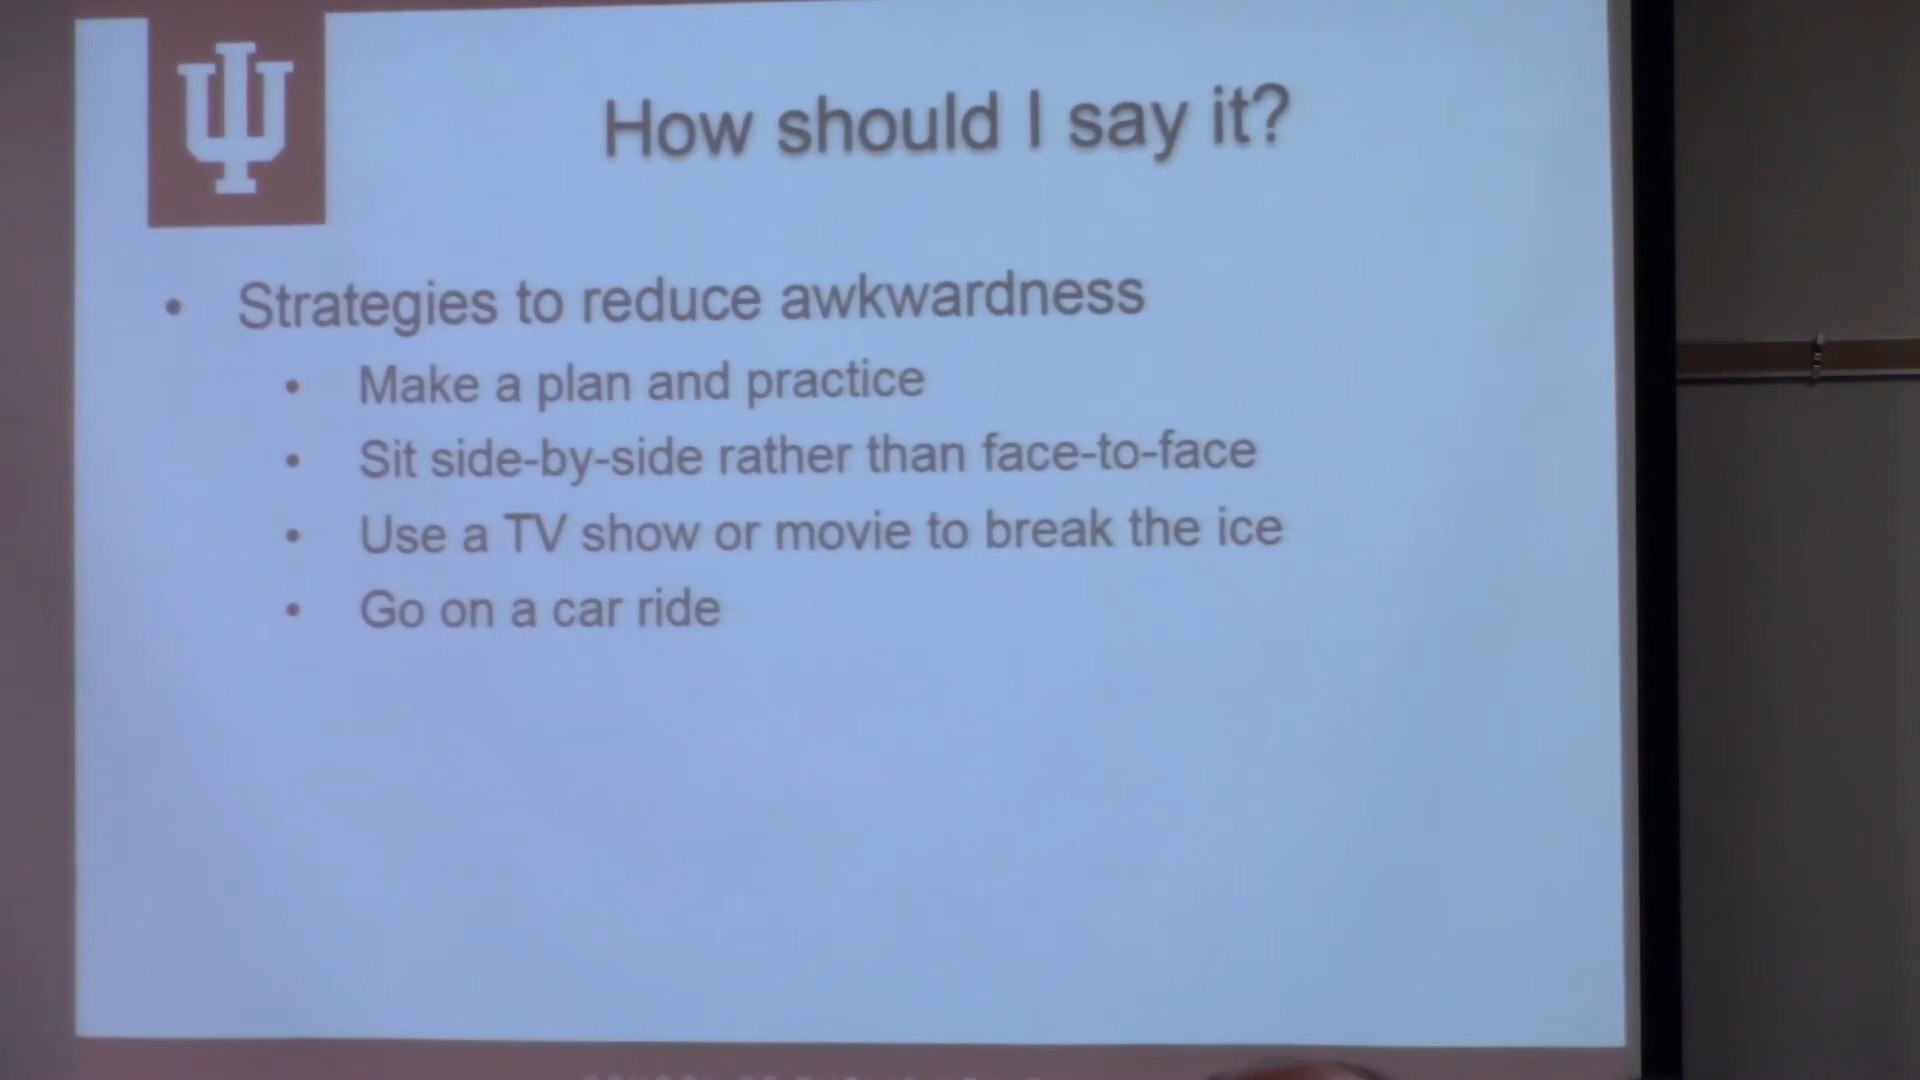 How should I say it?
• Strategies to reduce awkwardness
• Make a plan and practice
• Sit side-by-side rather than face-to-face
• Use a TV show or movie to break the ice
• Go on a car ride